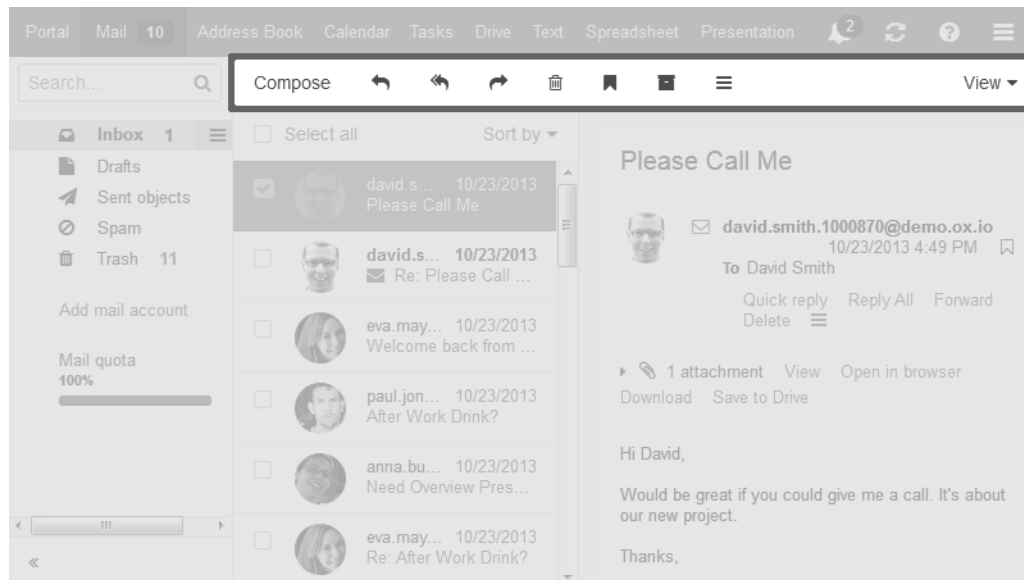 Portal Mail 10 Address Book Calendar Tasks Drive Text Spreadsheet Presentation 2
Search...
Compose View
Inbox 1
Drafts
Sent objects
Spam
Trash 11
Add mail account
Mail quota
100%
Select all Sort by
david.s... 10/23/2013
Please Call Me
david.s... 10/23/2013
Re: Please Call ...
eva.may... 10/23/2013
Welcome back from ...
paul.jon... 10/23/2013
After Work Drink?
anna.bu... 10/23/2013
Need Overview Pres...
eva.may... 10/23/2013
Re: After Work Drink?
Please Call Me
david.smith.1000870@demo.ox.io
10/23/2013 4:49 PM
To David Smith
Quick reply Reply All Forward
Delete
1 attachment View Open in browser
Download Save to Drive
Hi David,
Would be great if you could give me a call. It's about
our new project.
Thanks,